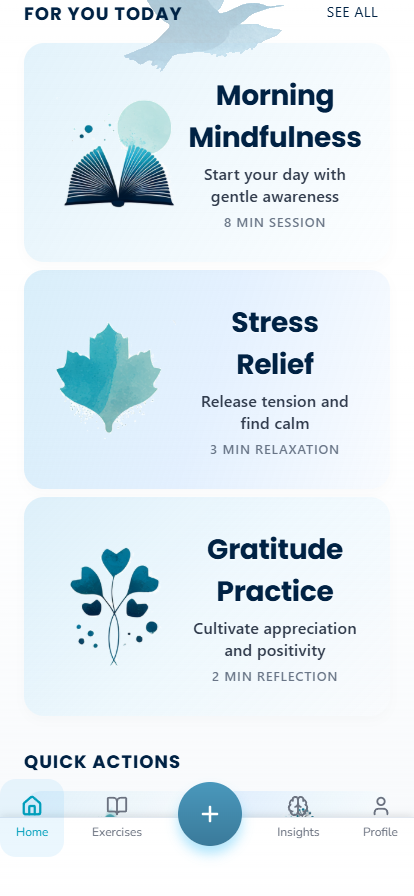 FOR YOU TODAY
SEE ALL
Morning
Mindfulness
Start your day with
gentle awareness
8 MIN SESSION
Stress
Relief
Release tension and
find calm
3 MIN RELAXATION
Gratitude
Practice
Cultivate appreciation
and positivity
2 MIN REFLECTION
QUICK ACTIONS
Home
Exercises
Insights
Profile